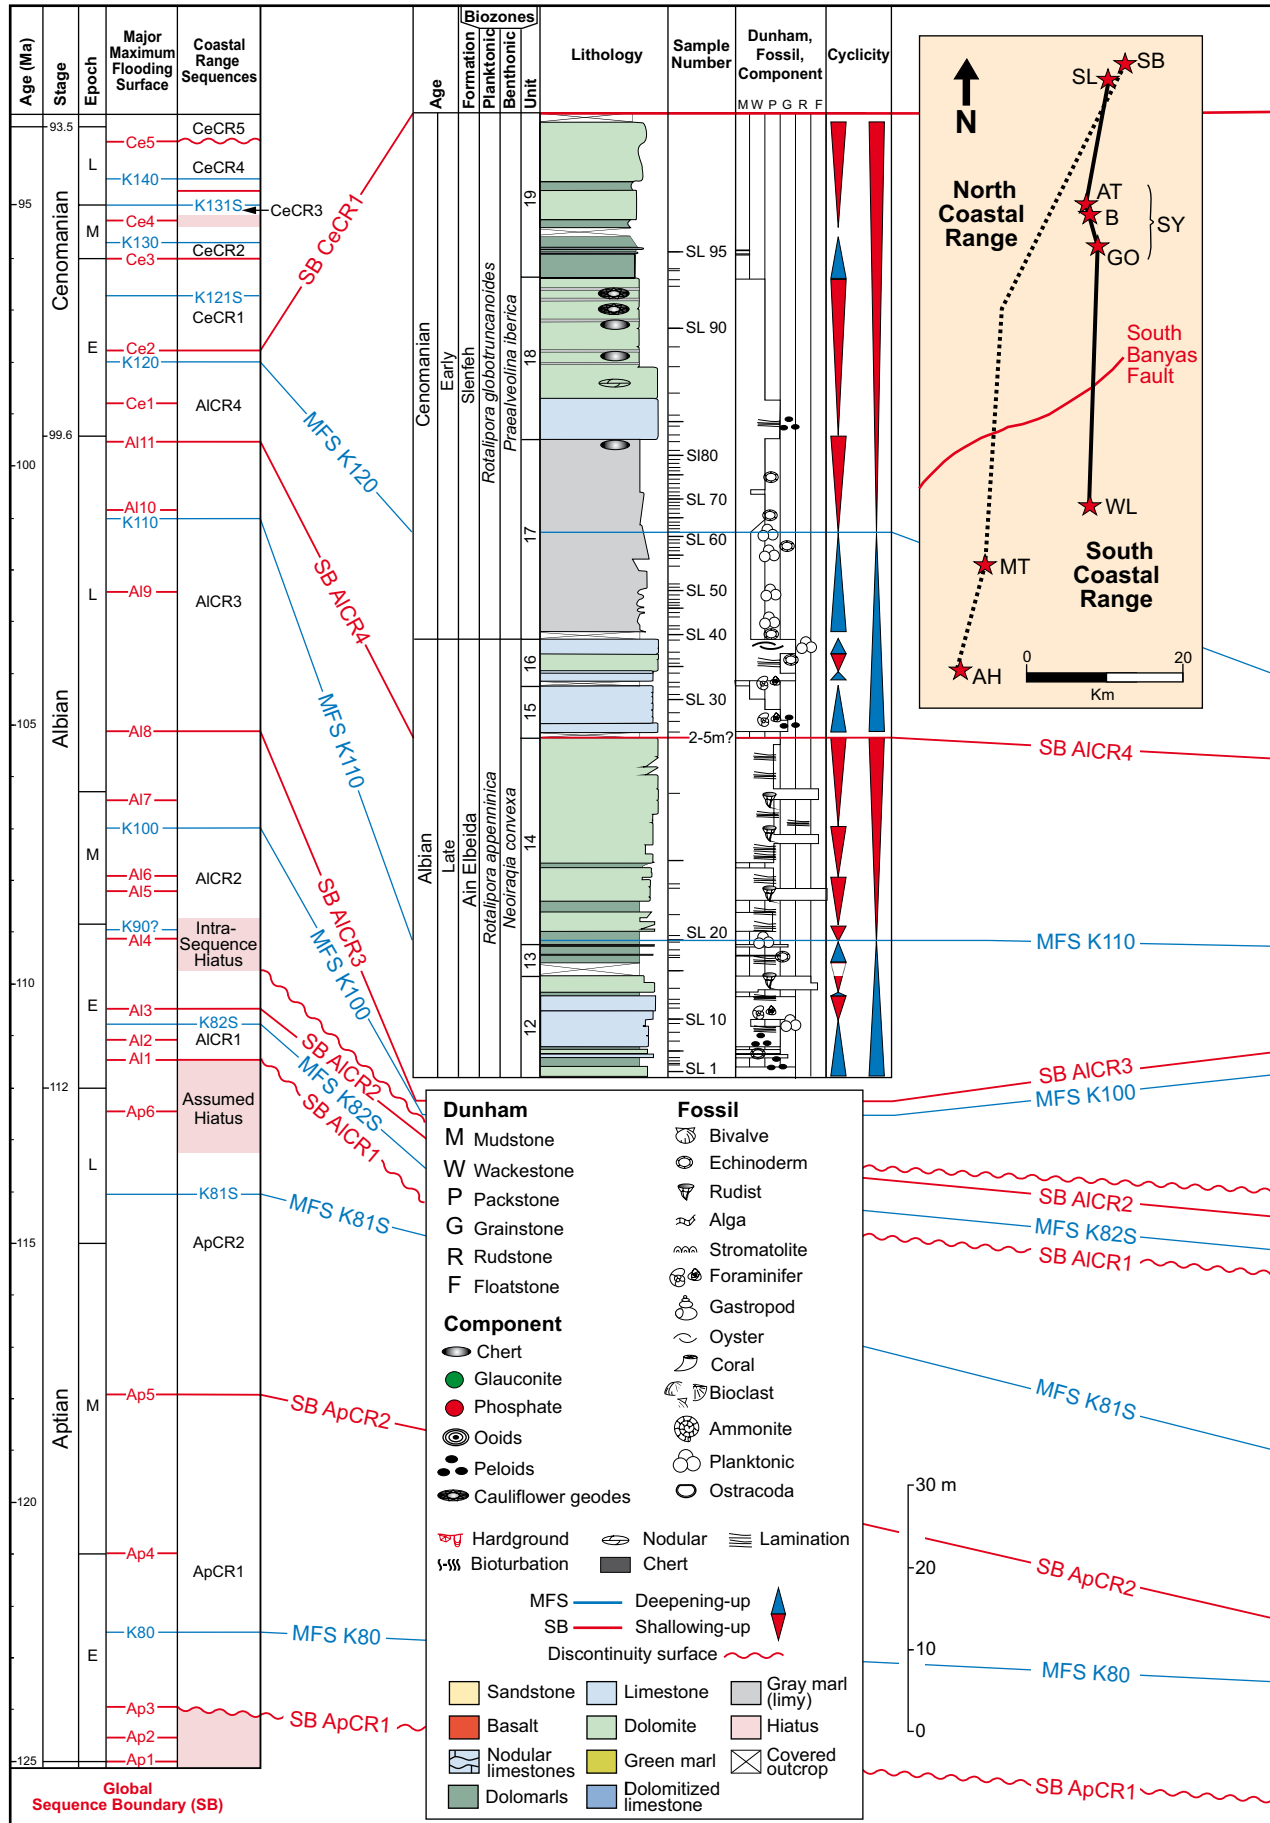 Age (Ma)
Stage
Epoch
Major
Maximum
Flooding
Surface
Coastal
Range
Sequences
93.5
95
99.6
100
105
110
112
115
120
125
Cenomanian
Albian
Aptian
L
M
E
L
M
E
L
M
E
Ce5
K140
K131S
Ce4
K130
Ce3
K121S
Ce2
K120
Ce1
Al11
Al10
K110
Al9
Al8
Al7
K100
Al6
Al5
K90?
Al4
Al3
K82S
Al2
Al1
Ap6
K81S
Ap5
Ap4
K80
Ap3
Ap2
Ap1
CeCR5
CeCR4
CeCR3
CeCR2
CeCR1
AlCR4
AlCR3
AlCR2
Intra-
Sequence
Hiatus
AlCR1
Assumed
Hiatus
ApCR2
ApCR1
Global
Sequence Boundary (SB)
SB CeCR1
MFS K120
SB AlCR4
MFS K110
SB AlCR3
MFS K100
SB AlCR2
MFS K82S
SB AlCR1
MFS K81S
SB ApCR2
MFS K80
SB ApCR1
Biozones
Age
Formation
Planktonic
Benthonic
Unit
Lithology
Sample
Number
Dunham,
Fossil,
Component
M W P G R F
Cyclicity
Cenomanian
Early
Slenfeh
Rotalipora globotruncanoides
Praealveolina iberica
Albian
Late
Ain Elbeida
Rotalipora appenninica
Neoiraqia convexa
19
18
17
16
15
14
13
12
SL 95
SL 90
Sl80
SL 70
SL 60
SL 50
SL 40
SL 30
2-5m?
SL 20
SL 10
SL 1
N
SB
SL
AT
B
SY
GO
North
Coastal
Range
South
Banyas
Fault
WL
MT
South
Coastal
Range
AH
0
20
Km
SB AlCR4
MFS K110
SB AlCR3
MFS K100
SB AlCR2
MFS K82S
SB AlCR1
MFS K81S
SB ApCR2
MFS K80
SB ApCR1
30 m
20
10
0
Dunham
M Mudstone
W Wackestone
P Packstone
G Grainstone
R Rudstone
F Floatstone
Component
Chert
Glauconite
Phosphate
Ooids
Peloids
Cauliflower geodes
Fossil
Bivalve
Echinoderm
Rudist
Alga
Stromatolite
Foraminifer
Gastropod
Oyster
Coral
Bioclast
Ammonite
Planktonic
Ostracoda
Hardground
Nodular
Lamination
Bioturbation
Chert
MFS
Deepening-up
SB
Shallowing-up
Discontinuity surface
Sandstone
Limestone
Gray marl
(limy)
Basalt
Dolomite
Hiatus
Nodular
limestones
Green marl
Covered
outcrop
Dolomarls
Dolomitized
limestone